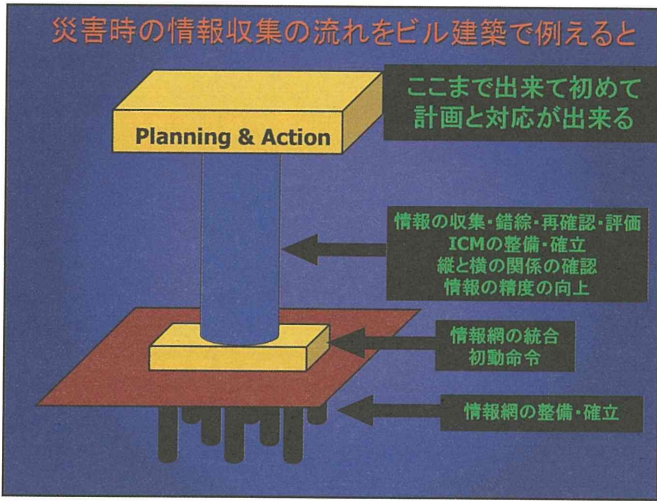 災害時の情報収集の流れをビル建築で例えると
ここまで出来て初めて
計画と対応が出来る
Planning & Action
情報の収集・錯綜・再確認・評価
ICMの整備・確立
縦と横の関係の確認
情報の精度の向上
情報網の統合
初動命令
情報網の整備・確立